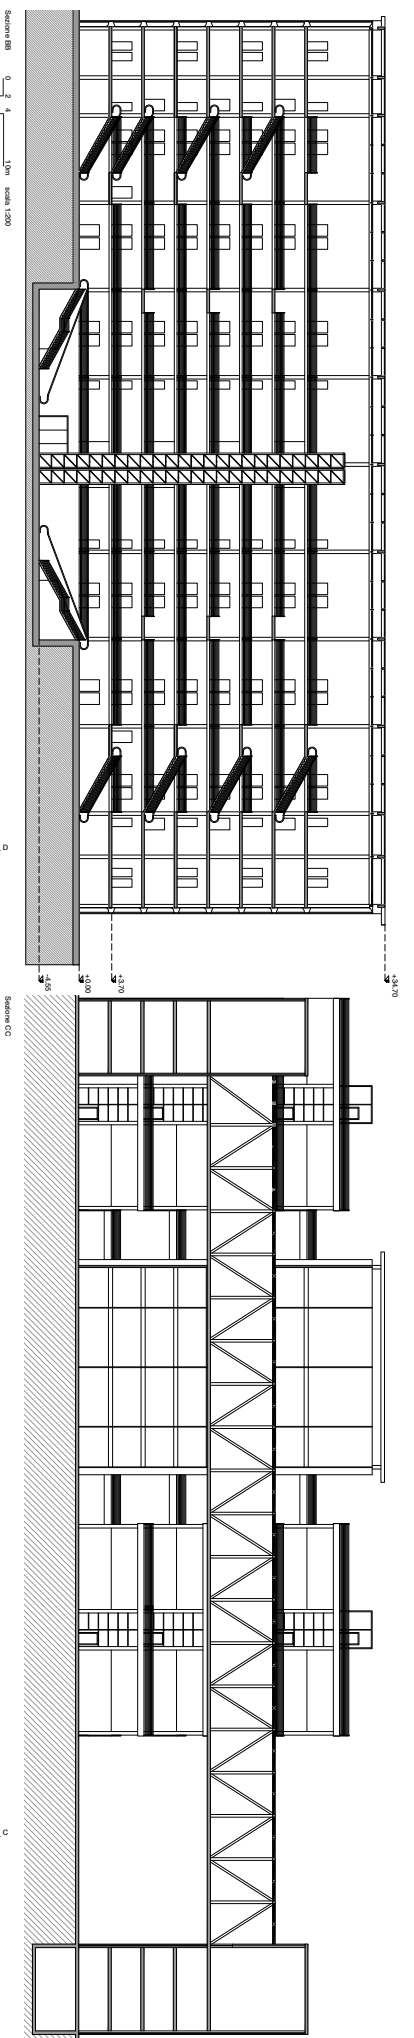 Sezione BB
0 2 4 10m scala 1:200
+34.70
+3.70
+0.00
-4.55
D
Sezione CC
C